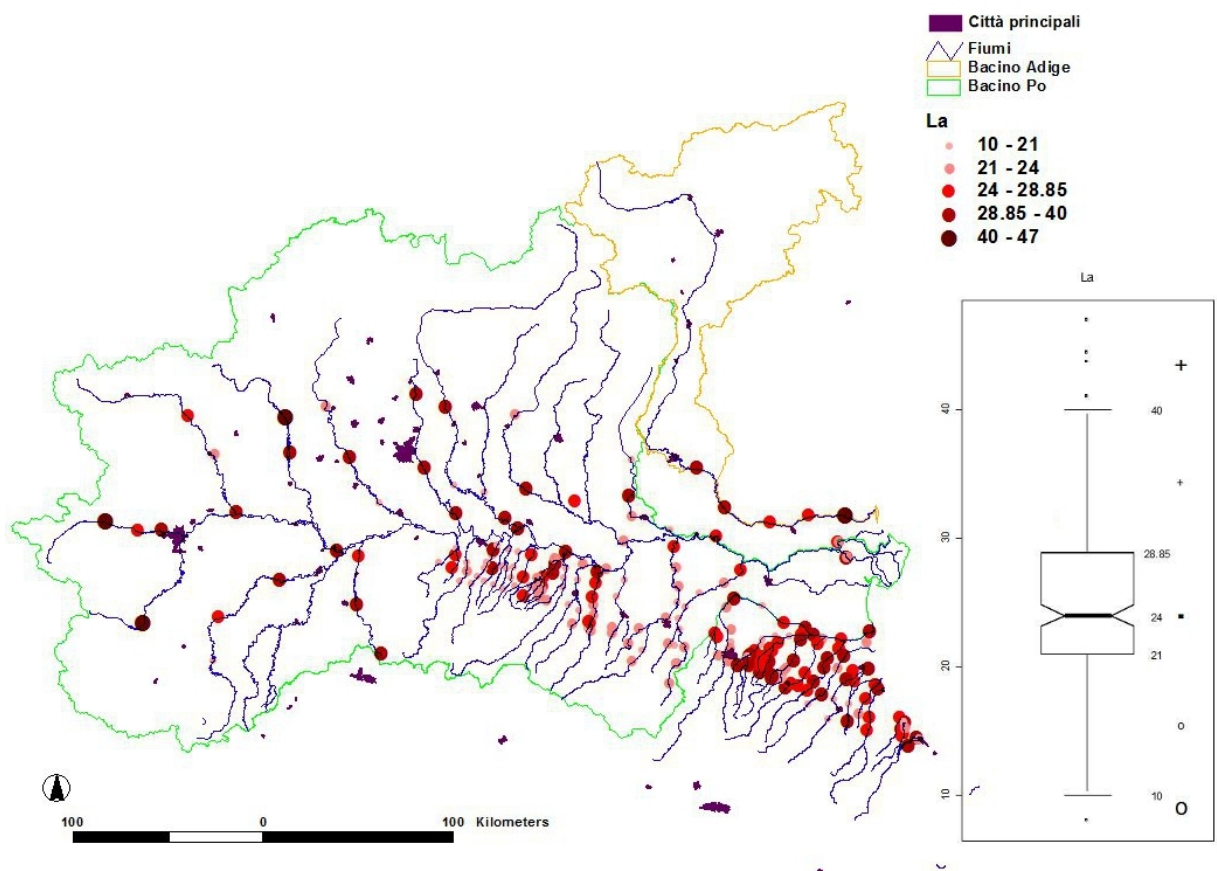 Città principali
Fiumi
Bacino Adige
Bacino Po
La
10 - 21
21 - 24
24 - 28.85
28.85 - 40
40 - 47
La
40
40
30
28.85
24
21
20
10
10
100 0 100 Kilometers